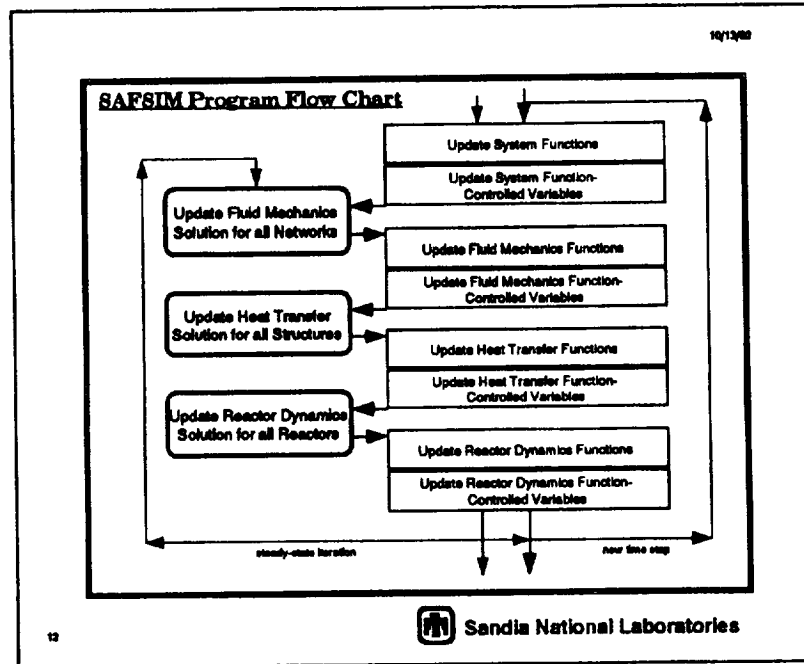 10/13/92
SAFSIM Program Flow Chart
Update System Functions
Update System Function-
Controlled Variables
Update Fluid Mechanics
Solution for all Networks
Update Fluid Mechanics Functions
Update Fluid Mechanics Function-
Controlled Variables
Update Heat Transfer
Solution for all Structures
Update Heat Transfer Functions
Update Heat Transfer Function-
Controlled Variables
Update Reactor Dynamics
Solution for all Reactors
Update Reactor Dynamics Functions
Update Reactor Dynamics Function-
Controlled Variables
steady-state iteration
new time step
Sandia National Laboratories